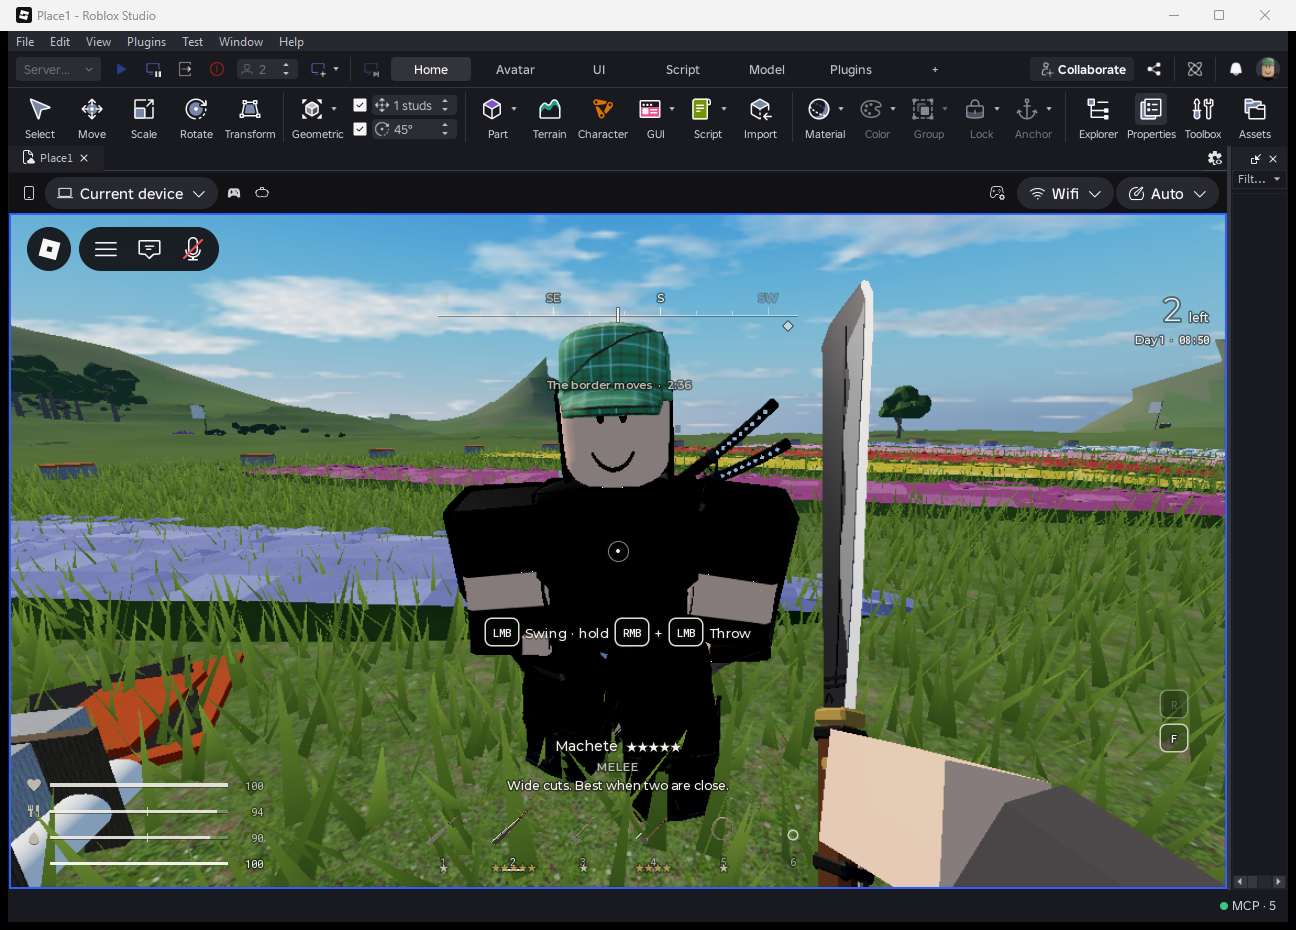 Place1 - Roblox Studio
File Edit View Plugins Test Window Help
Server... 2 Home Avatar UI Script Model Plugins + Collaborate
1 studs
45°
Select Move Scale Rotate Transform Geometric Part Terrain Character GUI Script Import Material Color Group Lock Anchor Explorer Properties Toolbox Assets
Place1
Filt...
Current device Wifi Auto
SE S SW
2 left
Day 1 · 08:50
The border moves · 2:36
LMB Swing · hold RMB + LMB Throw
R
F
Machete ★★★★★
MELEE
Wide cuts. Best when two are close.
100
94
90
100
1 2 3 4 5 6
★ ★★★★★ ★ ★★★★ ★
MCP · 5